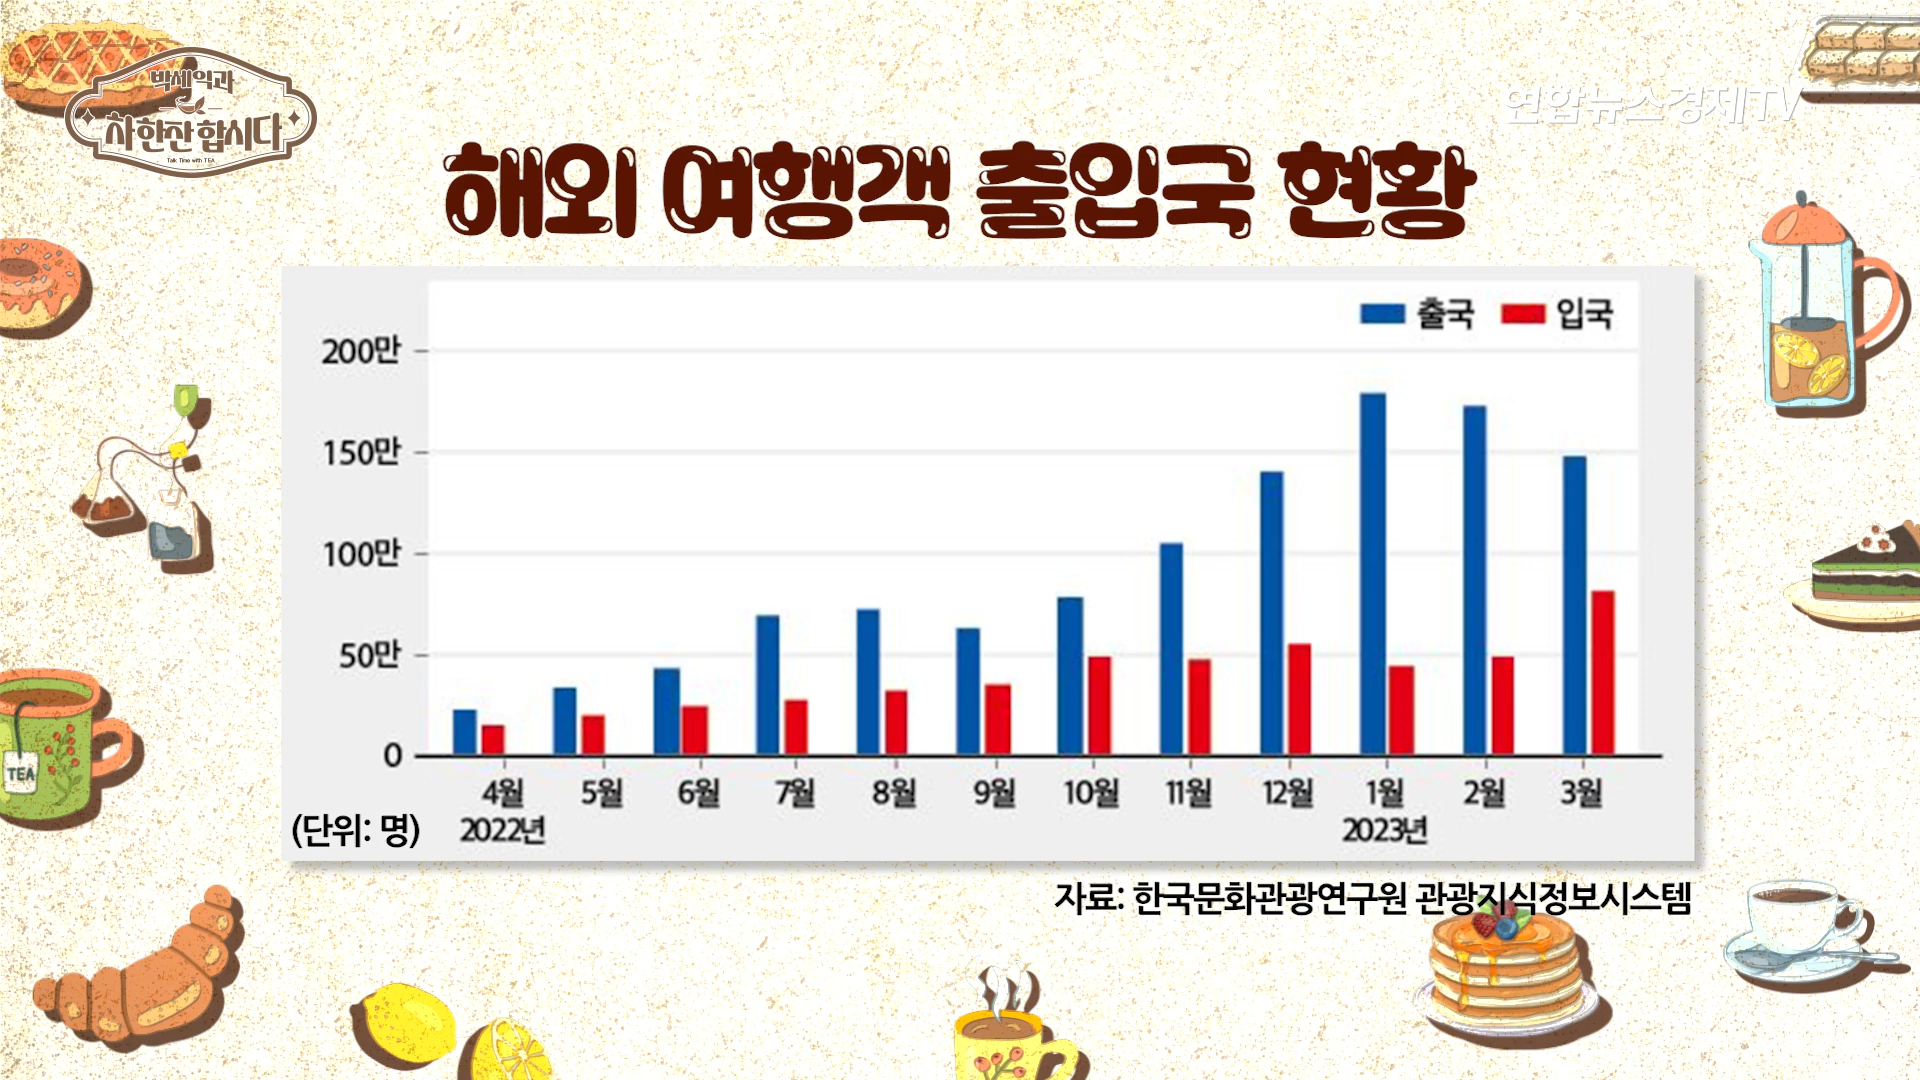 박세익과
차 한잔 합시다
Talk Time with TEA
연합뉴스경제TV
해외 여행객 출입국 현황
출국 입국
200만
150만
100만
50만
0
4월 5월 6월 7월 8월 9월 10월 11월 12월 1월 2월 3월
(단위: 명) 2022년 2023년
자료: 한국문화관광연구원 관광지식정보시스템
TEA